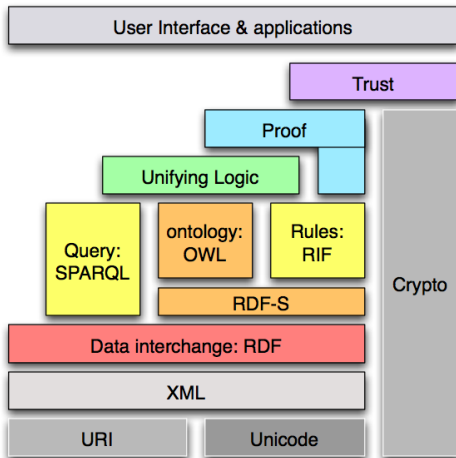 User Interface & applications
Trust
Proof
Unifying Logic
Query:
SPARQL
ontology:
OWL
Rules:
RIF
Crypto
RDF-S
Data interchange: RDF
XML
URI
Unicode